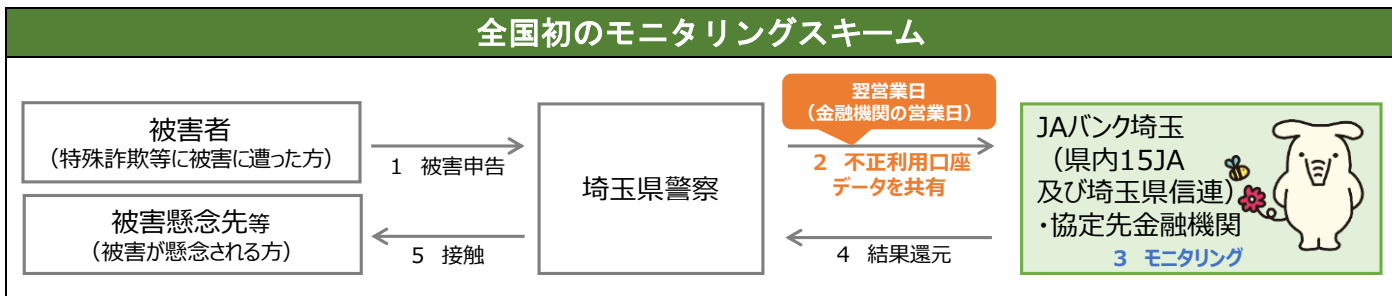 全国初のモニタリングスキーム
被害者
（特殊詐欺等に被害に遭った方）
1 被害申告
埼玉県警察
翌営業日
（金融機関の営業日）
2 不正利用口座
データを共有
JAバンク埼玉
（県内15JA
及び埼玉県信連）
・協定先金融機関
3 モニタリング
4 結果還元
5 接触
被害懸念先等
（被害が懸念される方）